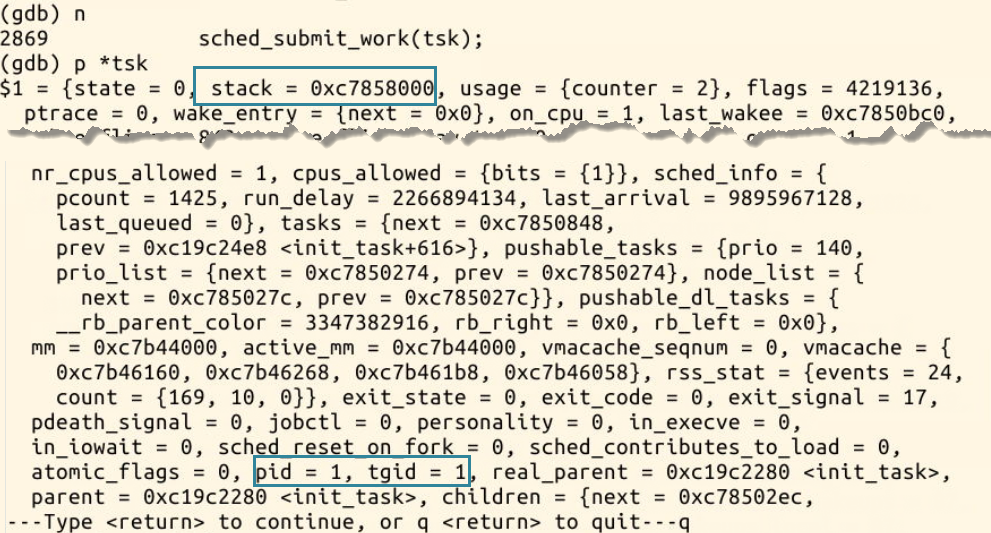 (gdb) n
2869            sched_submit_work(tsk);
(gdb) p *tsk
$1 = {state = 0, stack = 0xc7858000, usage = {counter = 2}, flags = 4219136,
ptrace = 0, wake_entry = {next = 0x0}, on_cpu = 1, last_wakee = 0xc7850bc0,
nr_cpus_allowed = 1, cpus_allowed = {bits = {1}}, sched_info = {
pcount = 1425, run_delay = 2266894134, last_arrival = 9895967128,
last_queued = 0}, tasks = {next = 0xc7850848,
prev = 0xc19c24e8 <init_task+616>}, pushable_tasks = {prio = 140,
prio_list = {next = 0xc7850274, prev = 0xc7850274}, node_list = {
next = 0xc785027c, prev = 0xc785027c}}, pushable_dl_tasks = {
__rb_parent_color = 3347382916, rb_right = 0x0, rb_left = 0x0},
mm = 0xc7b44000, active_mm = 0xc7b44000, vmacache_seqnum = 0, vmacache = {
0xc7b46160, 0xc7b46268, 0xc7b461b8, 0xc7b46058}, rss_stat = {events = 24,
count = {169, 10, 0}}, exit_state = 0, exit_code = 0, exit_signal = 17,
pdeath_signal = 0, jobctl = 0, personality = 0, in_execve = 0,
in_iowait = 0, sched_reset_on_fork = 0, sched_contributes_to_load = 0,
atomic_flags = 0, pid = 1, tgid = 1, real_parent = 0xc19c2280 <init_task>,
parent = 0xc19c2280 <init_task>, children = {next = 0xc78502ec,
---Type <return> to continue, or q <return> to quit---q